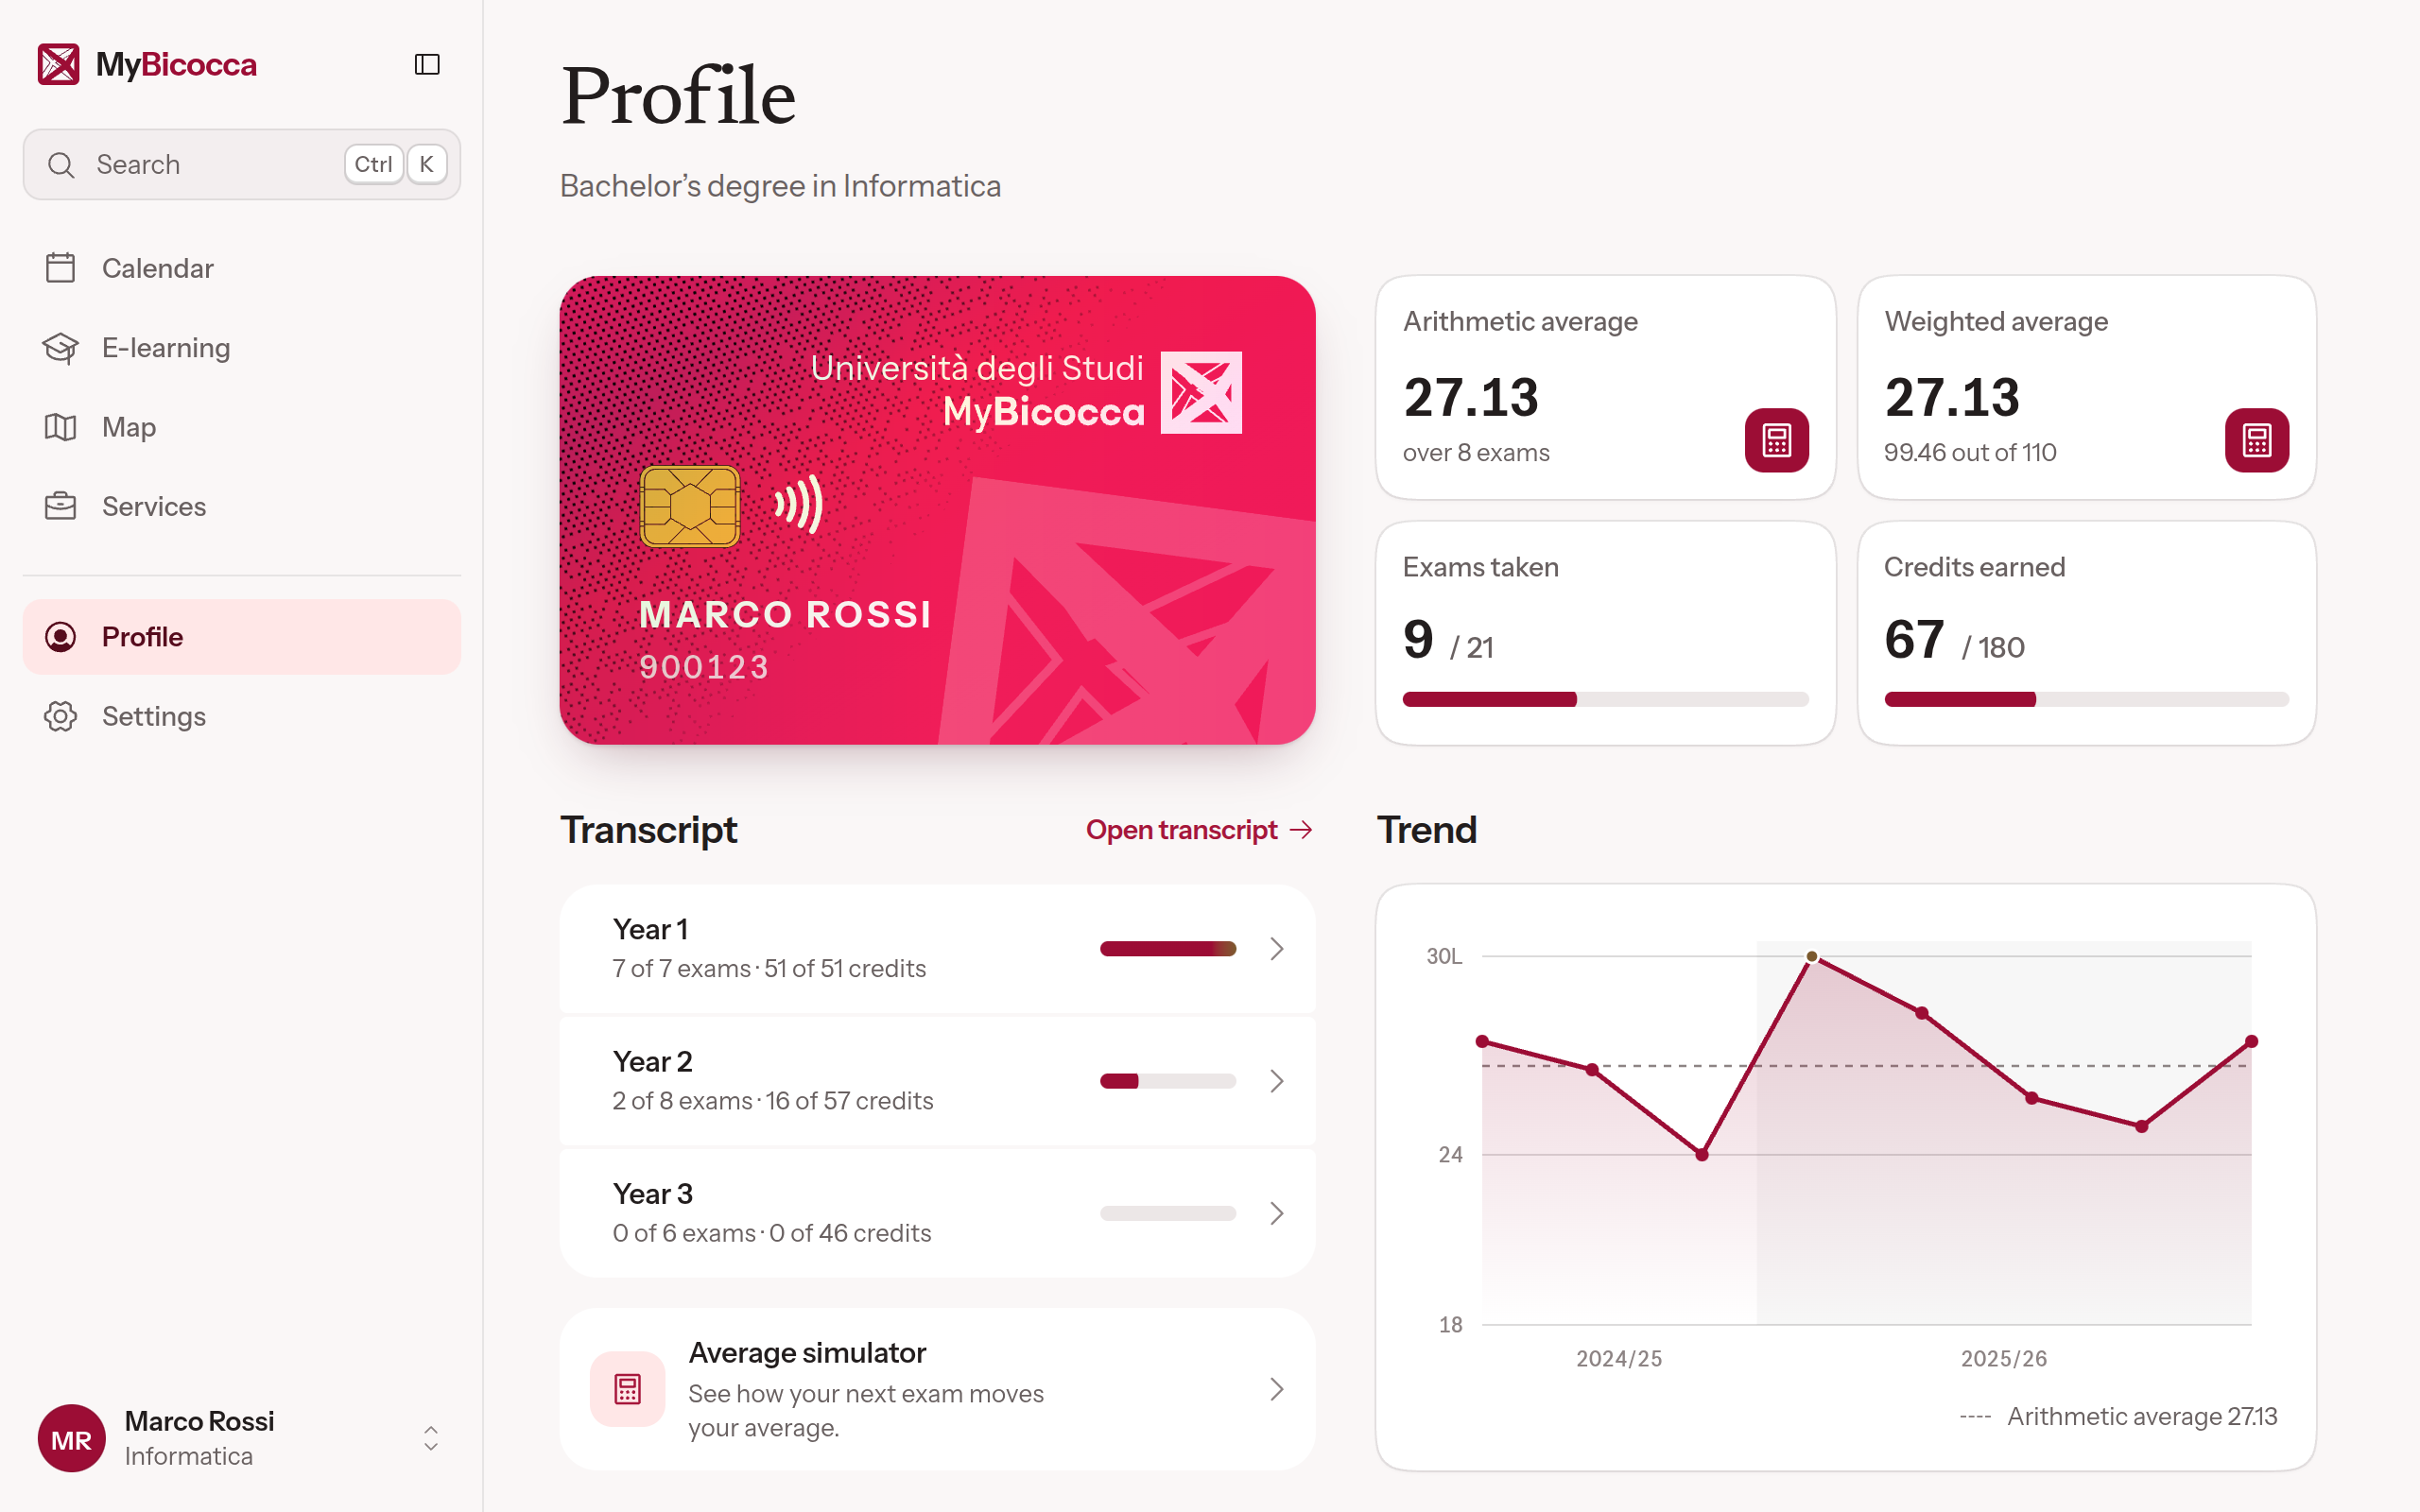 MyBicocca
Search
Ctrl K
Calendar
E-learning
Map
Services
Profile
Settings
MR
Marco Rossi
Informatica
Profile
Bachelor’s degree in Informatica
Università degli Studi
MyBicocca
MARCO ROSSI
900123
Arithmetic average
27.13
over 8 exams
Weighted average
27.13
99.46 out of 110
Exams taken
9 / 21
Credits earned
67 / 180
Transcript
Open transcript →
Year 1
7 of 7 exams · 51 of 51 credits
Year 2
2 of 8 exams · 16 of 57 credits
Year 3
0 of 6 exams · 0 of 46 credits
Average simulator
See how your next exam moves
your average.
Trend
30L
24
18
2024/25
2025/26
Arithmetic average 27.13